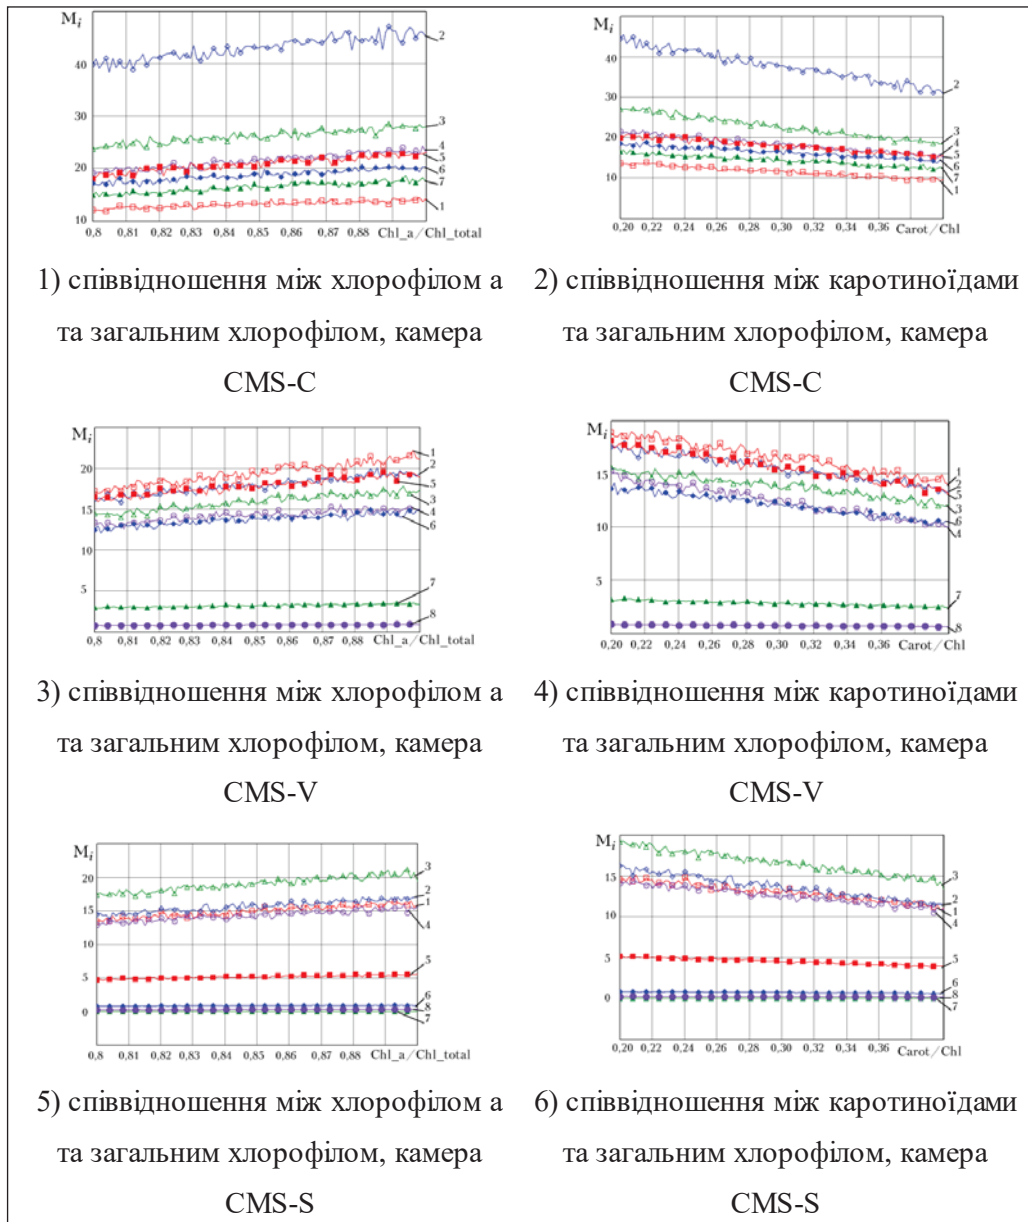 M_i
40
30
20
10
2
3
4
5
6
7
1
0,8 0,81 0,82 0,83 0,84 0,85 0,86 0,87 0,88 Chl_a/Chl_total
M_i
40
30
20
10
2
3
4
5
6
7
1
0,20 0,22 0,24 0,26 0,28 0,30 0,32 0,34 0,36 Carot/Chl
1) співвідношення між хлорофілом а
та загальним хлорофілом, камера
CMS-C
2) співвідношення між каротиноїдами
та загальним хлорофілом, камера
CMS-C
M_i
20
15
10
5
1
2
5
3
4
6
7
8
0,8 0,81 0,82 0,83 0,84 0,85 0,86 0,87 0,88 Chl_a/Chl_total
M_i
15
10
5
1
2
5
3
6
4
7
8
0,20 0,22 0,24 0,26 0,28 0,30 0,32 0,34 0,36 Carot/Chl
3) співвідношення між хлорофілом а
та загальним хлорофілом, камера
CMS-V
4) співвідношення між каротиноїдами
та загальним хлорофілом, камера
CMS-V
M_i
20
15
10
5
0
3
2
1
4
5
6
8
7
0,8 0,81 0,82 0,83 0,84 0,85 0,86 0,87 0,88 Chl_a/Chl_total
M_i
15
10
5
0
3
2
1
4
5
6
8
7
0,20 0,22 0,24 0,26 0,28 0,30 0,32 0,34 0,36 Carot/Chl
5) співвідношення між хлорофілом а
та загальним хлорофілом, камера
CMS-S
6) співвідношення між каротиноїдами
та загальним хлорофілом, камера
CMS-S